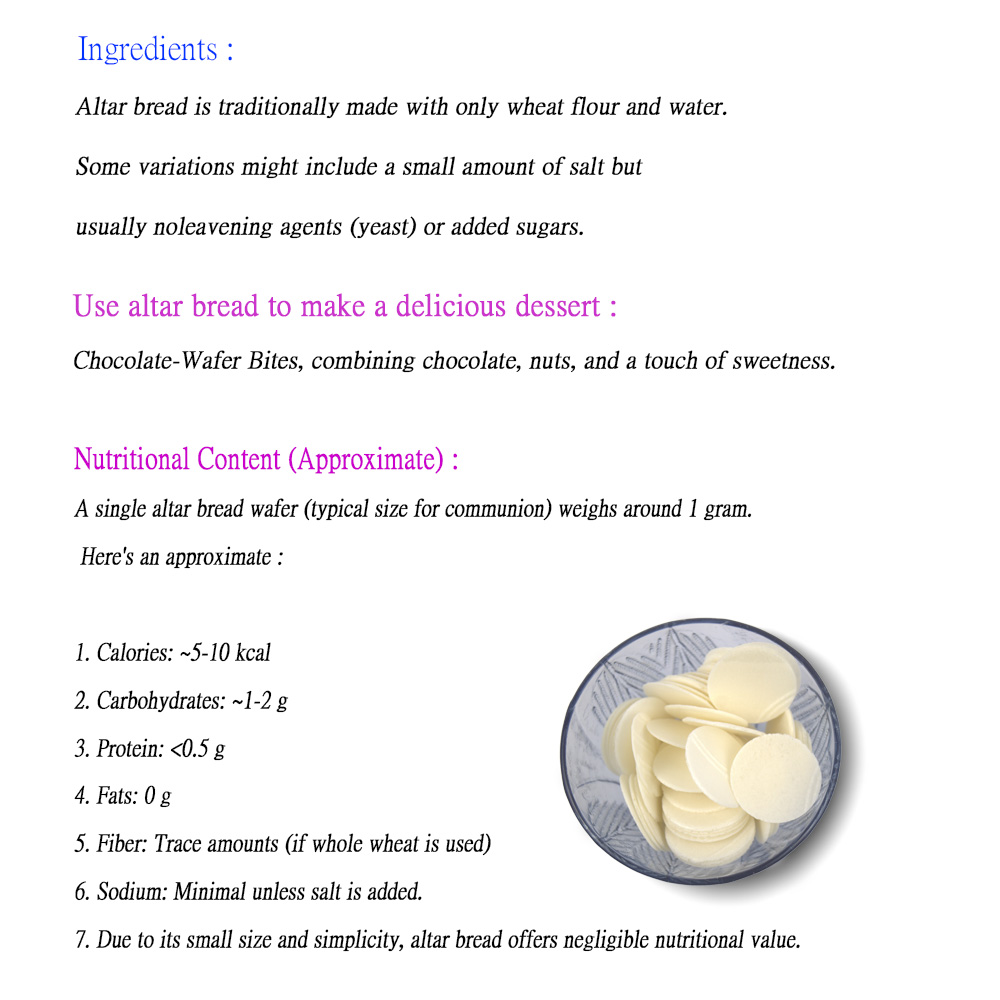 Ingredients :
Altar bread is traditionally made with only wheat flour and water.
Some variations might include a small amount of salt but
usually noleavening agents (yeast) or added sugars.
Use altar bread to make a delicious dessert :
Chocolate-Wafer Bites, combining chocolate, nuts, and a touch of sweetness.
Nutritional Content (Approximate) :
A single altar bread wafer (typical size for communion) weighs around 1 gram.
Here's an approximate :
1. Calories: ~5-10 kcal
2. Carbohydrates: ~1-2 g
3. Protein: <0.5 g
4. Fats: 0 g
5. Fiber: Trace amounts (if whole wheat is used)
6. Sodium: Minimal unless salt is added.
7. Due to its small size and simplicity, altar bread offers negligible nutritional value.